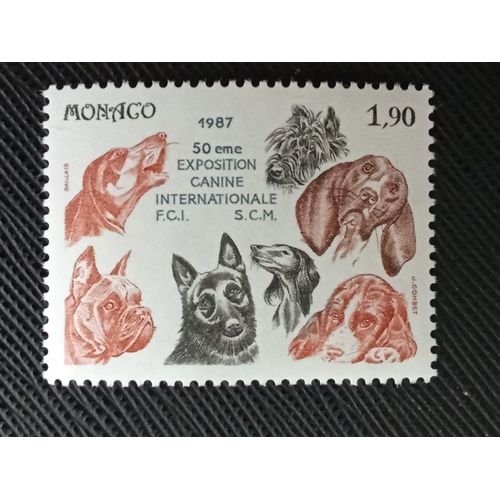 MONACO
1987
1,90
50 eme
EXPOSITION
CANINE
INTERNATIONALE
F.C.I. S.C.M.
BAILLAIS
J.COMBET